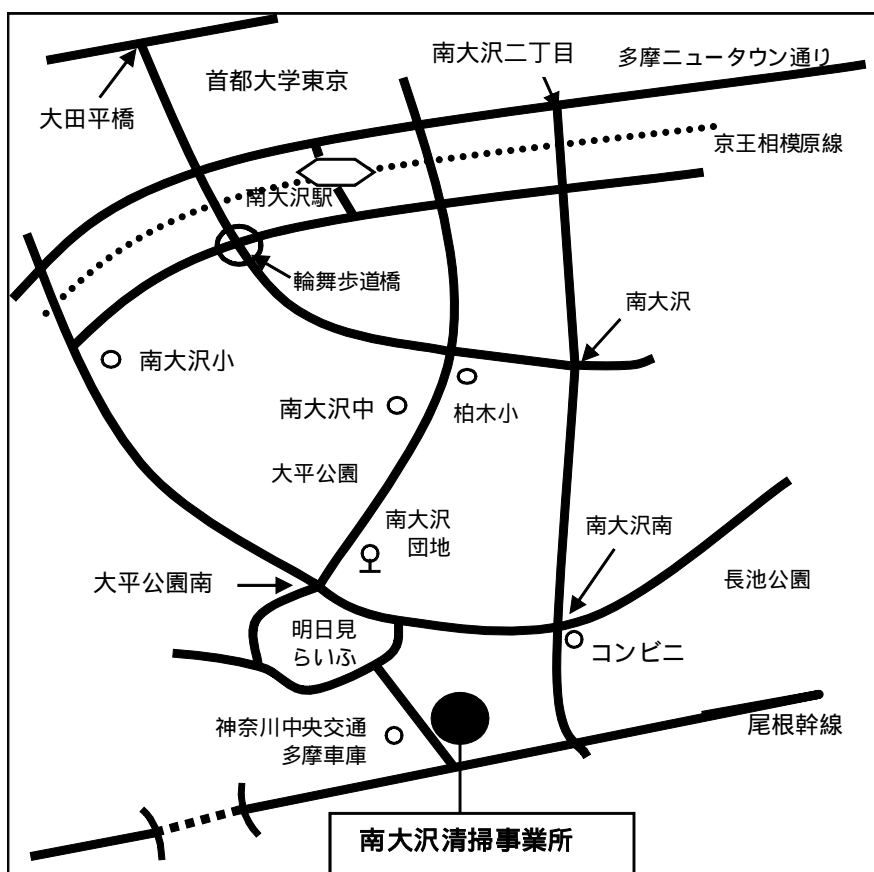 南大沢二丁目
多摩ニュータウン通り
首都大学東京
大田平橋
京王相模原線
南大沢駅
輪舞歩道橋
南大沢
南大沢小
南大沢中
柏木小
大平公園
南大沢
団地
南大沢南
大平公園南
長池公園
明日見
らいふ
コンビニ
神奈川中央交通
多摩車庫
尾根幹線
南大沢清掃事業所